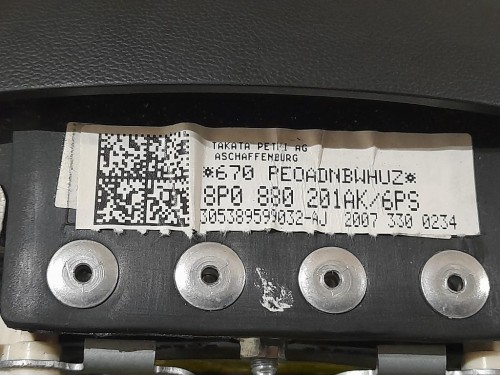 TAKATA PETRI AG
ASCHAFFENBURG
*670 PEOADNBWHUZ*
8P0 880 201AK/6PS
305389599032-AJ 2007 330 0234